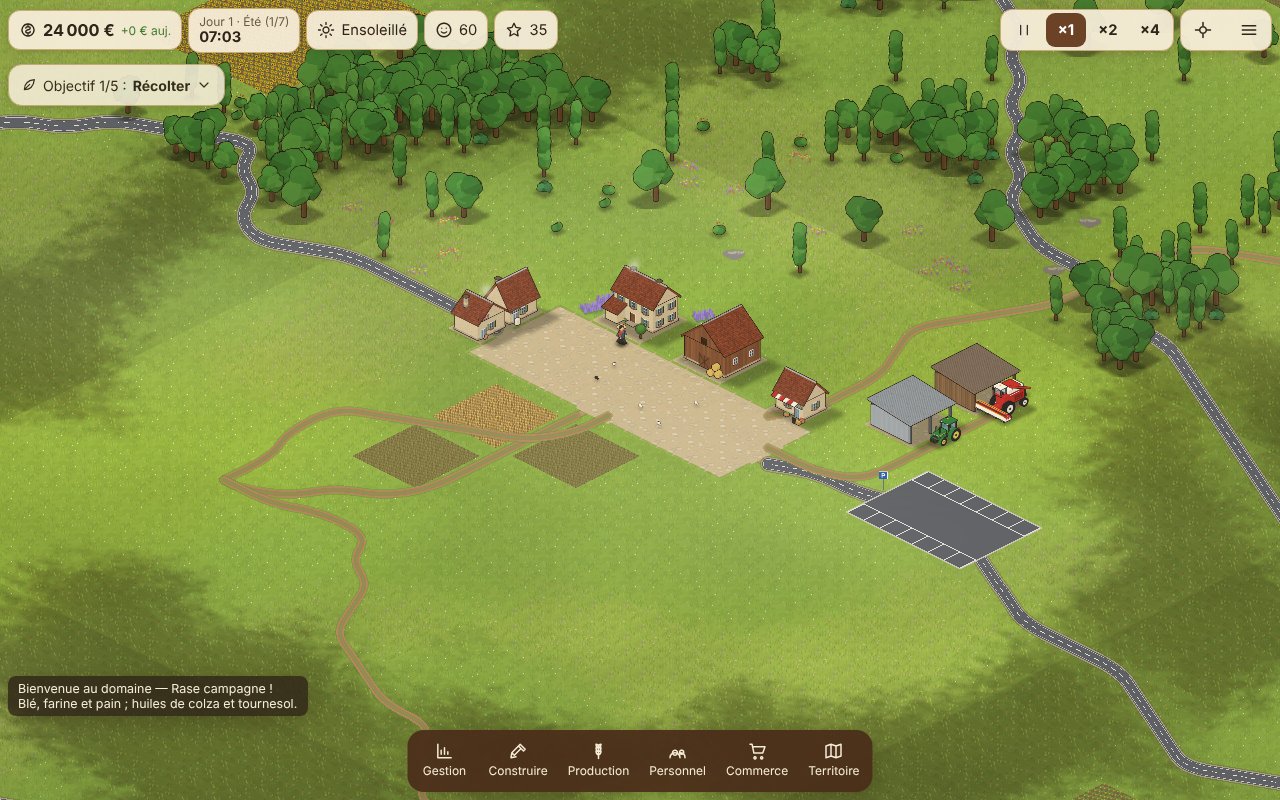 24 000 € +0 € auj.
Jour 1 · Été (1/7)
07:03
Ensoleillé
60
35
×1
×2
×4
Objectif 1/5 : Récolter
P
Bienvenue au domaine — Rase campagne !
Blé, farine et pain ; huiles de colza et tournesol.
Gestion
Construire
Production
Personnel
Commerce
Territoire